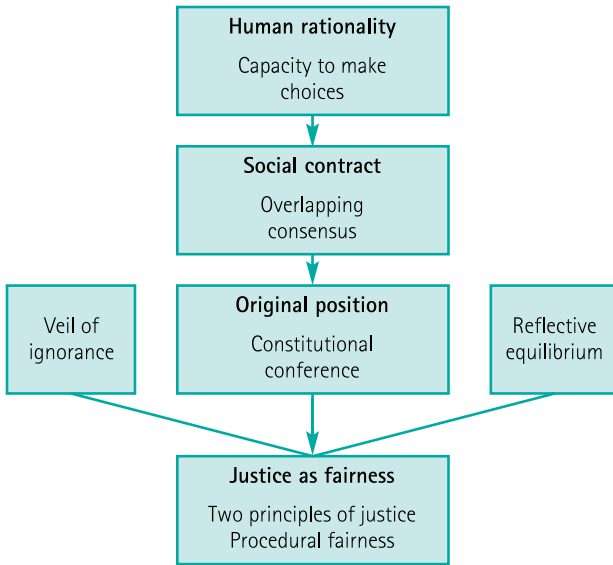 Human rationality
Capacity to make
choices
Social contract
Overlapping
consensus
Veil of
ignorance
Original position
Constitutional
conference
Reflective
equilibrium
Justice as fairness
Two principles of justice
Procedural fairness